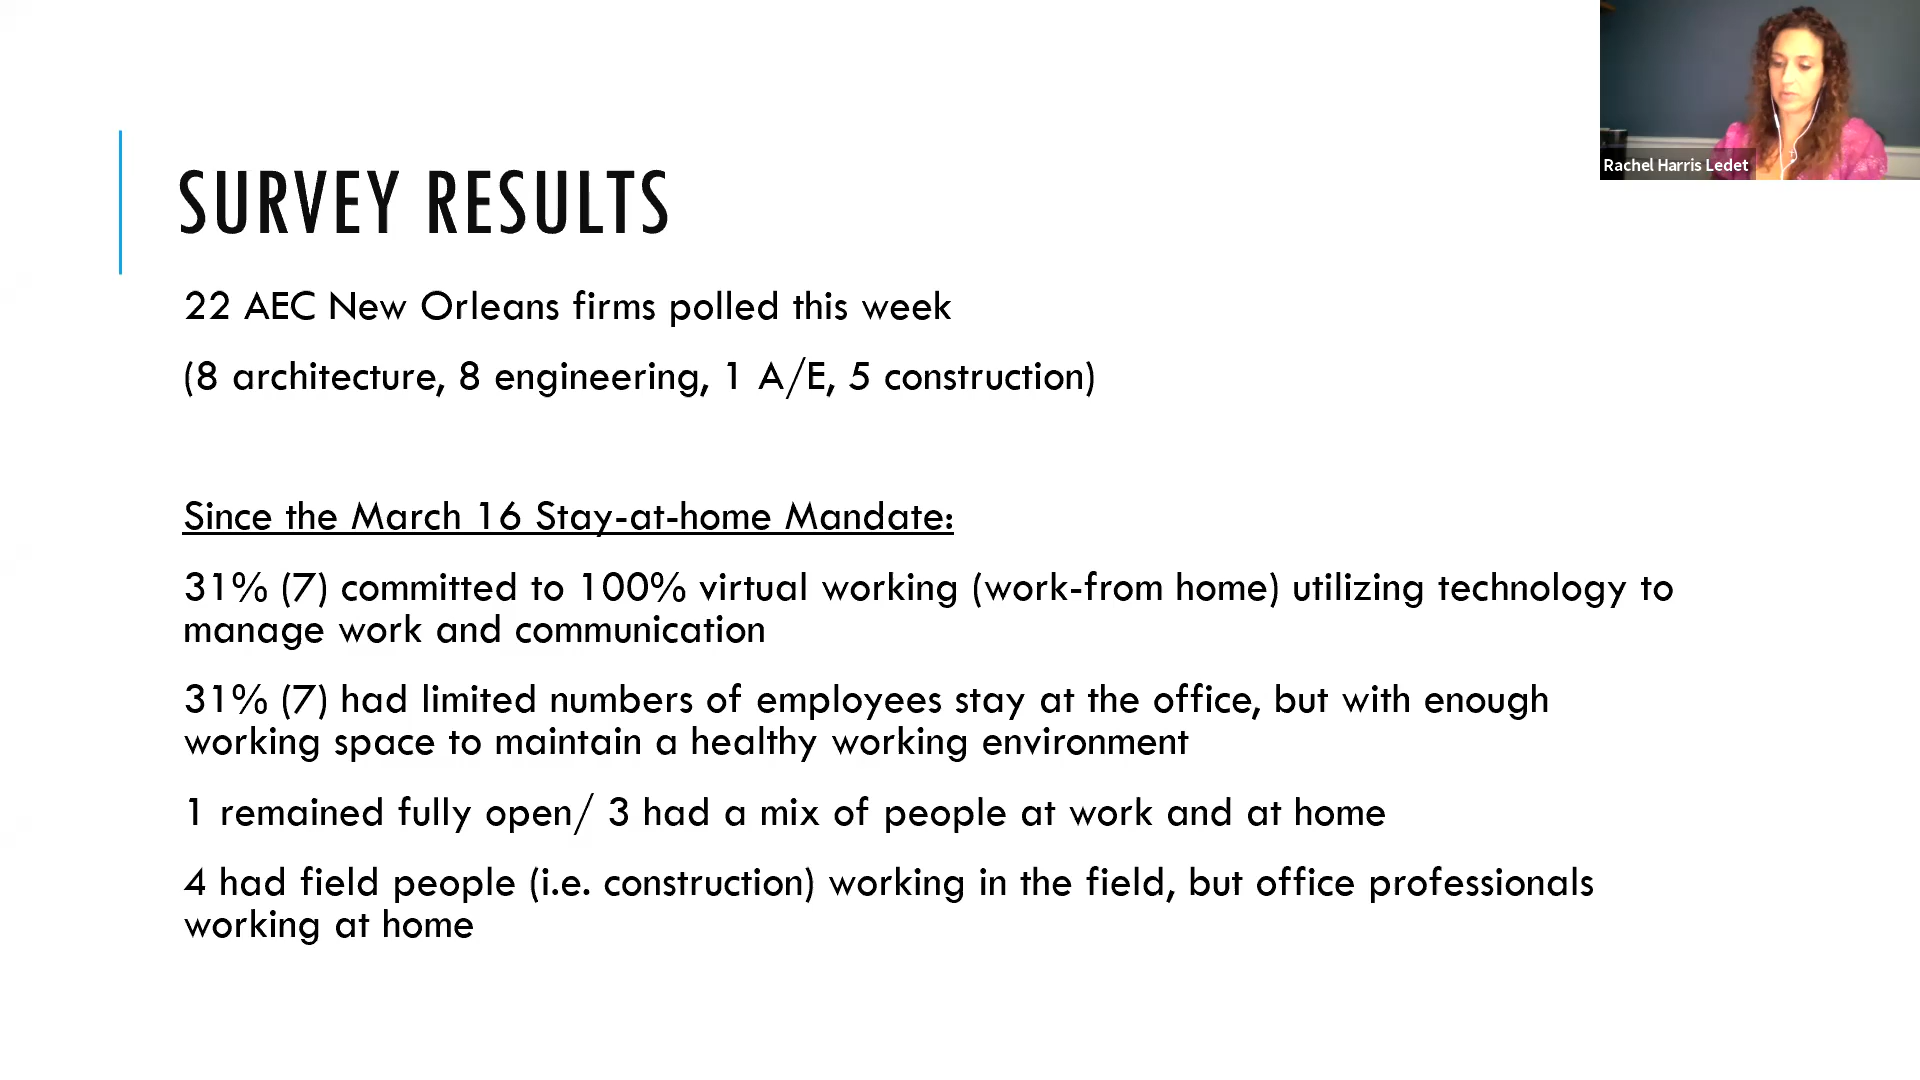 Rachel Harris Ledet
SURVEY RESULTS
22 AEC New Orleans firms polled this week
(8 architecture, 8 engineering, 1 A/E, 5 construction)
Since the March 16 Stay-at-home Mandate:
31% (7) committed to 100% virtual working (work-from home) utilizing technology to
manage work and communication
31% (7) had limited numbers of employees stay at the office, but with enough
working space to maintain a healthy working environment
1 remained fully open/ 3 had a mix of people at work and at home
4 had field people (i.e. construction) working in the field, but office professionals
working at home